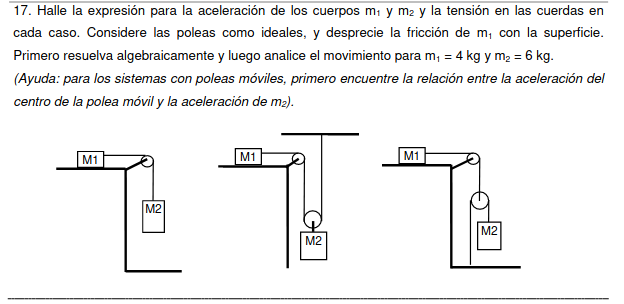 17. Halle la expresión para la aceleración de los cuerpos m₁ y m₂ y la tensión en las cuerdas en
cada caso. Considere las poleas como ideales, y desprecie la fricción de m₁ con la superficie.
Primero resuelva algebraicamente y luego analice el movimiento para m₁ = 4 kg y m₂ = 6 kg.
(Ayuda: para los sistemas con poleas móviles, primero encuentre la relación entre la aceleración del
centro de la polea móvil y la aceleración de m₂).
M1
M2
M1
M2
M1
M2